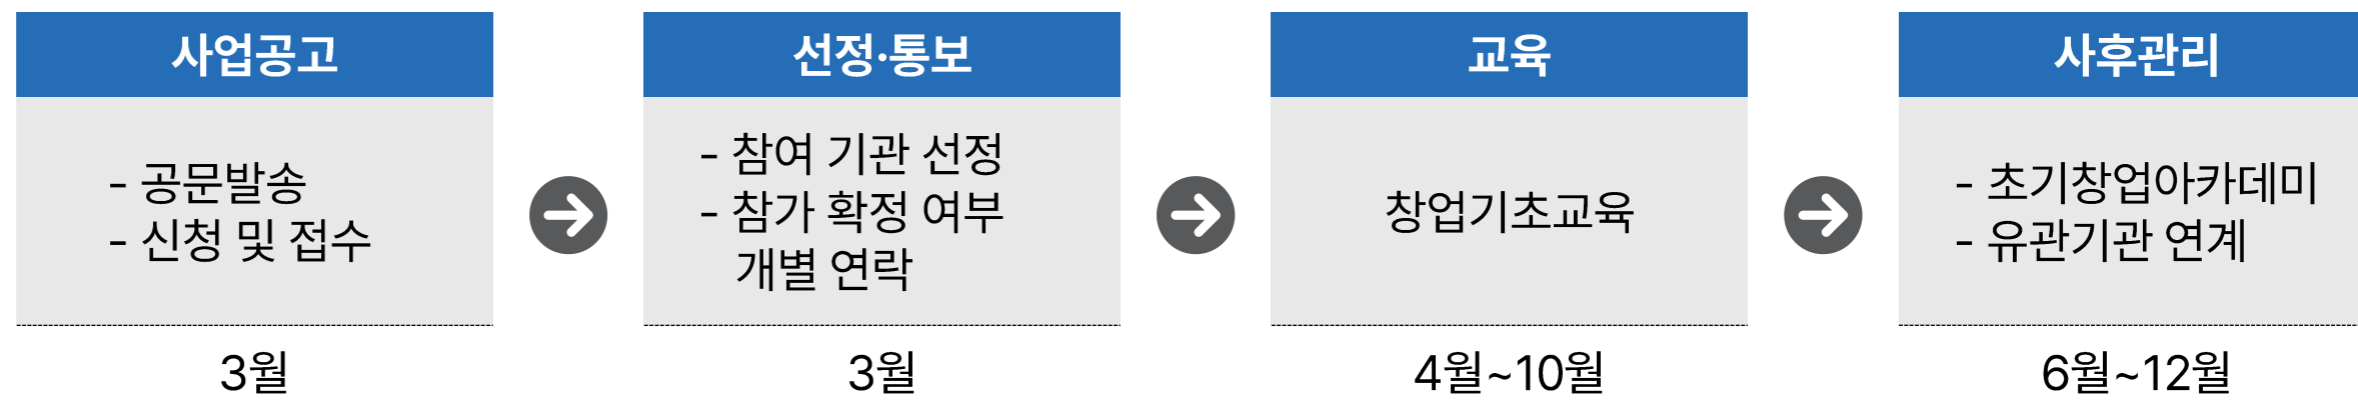 사업공고
- 공문발송
- 신청 및 접수
3월
선정·통보
- 참여 기관 선정
- 참가 확정 여부
개별 연락
3월
교육
창업기초교육
4월~10월
사후관리
- 초기창업아카데미
- 유관기관 연계
6월~12월